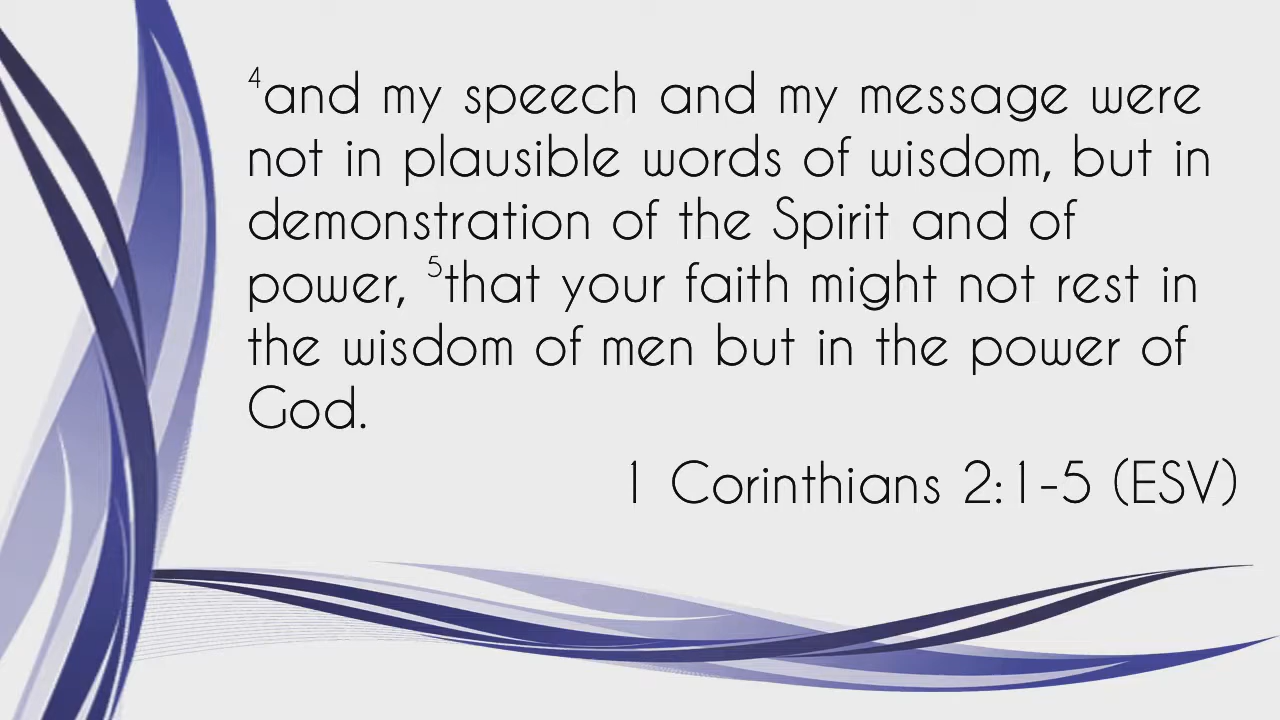 ⁴and my speech and my message were
not in plausible words of wisdom, but in
demonstration of the Spirit and of
power, ⁵that your faith might not rest in
the wisdom of men but in the power of
God.
1 Corinthians 2:1-5 (ESV)